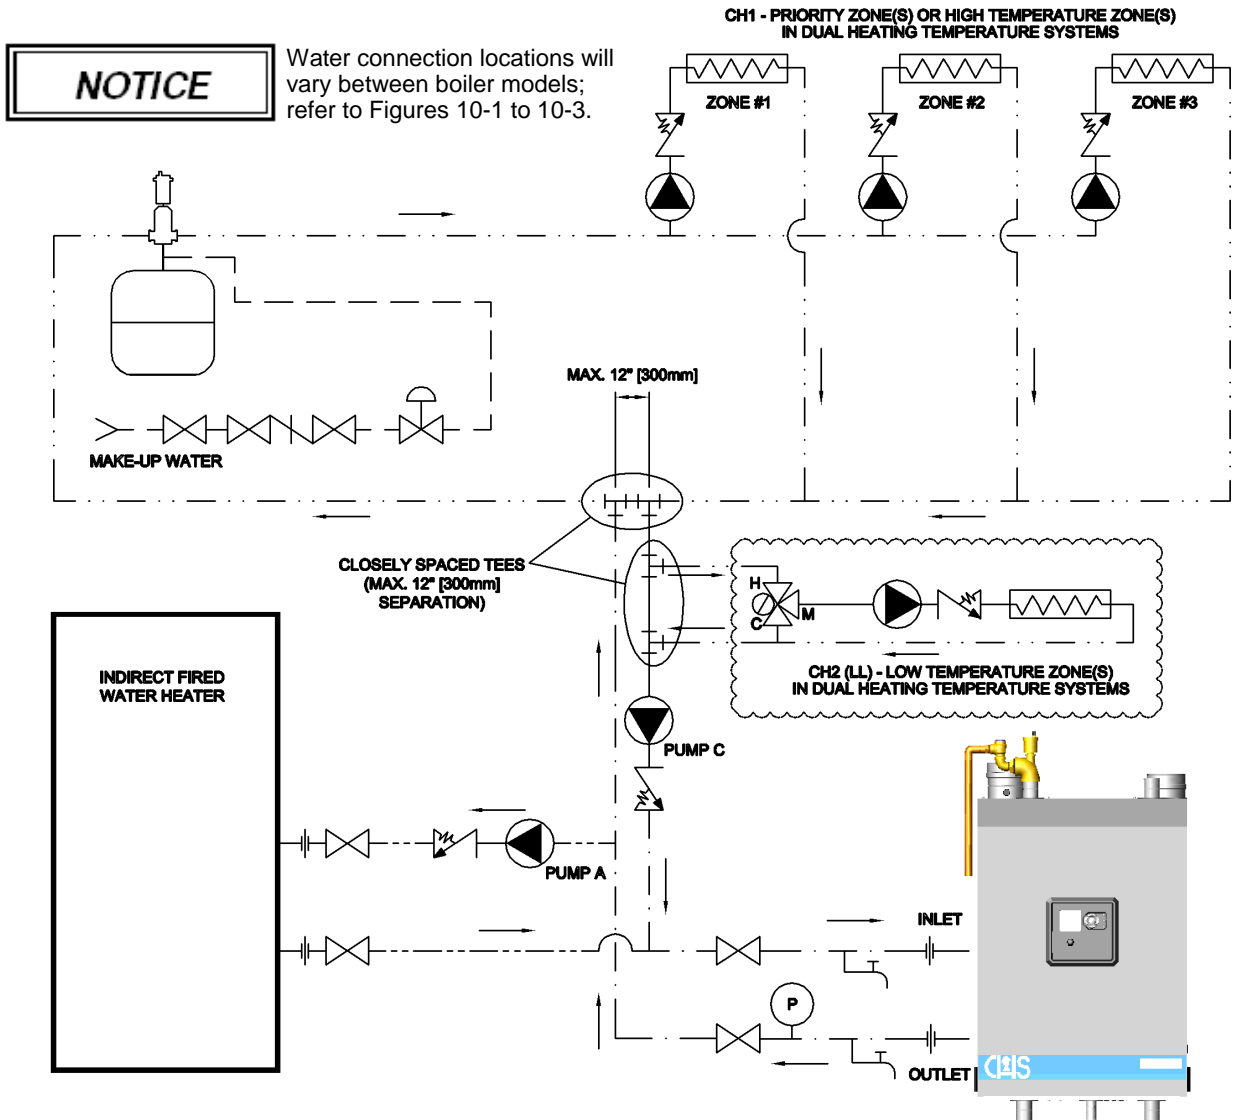 CH1 - PRIORITY ZONE(S) OR HIGH TEMPERATURE ZONE(S)
IN DUAL HEATING TEMPERATURE SYSTEMS
NOTICE
Water connection locations will
vary between boiler models;
refer to Figures 10-1 to 10-3.
ZONE #1
ZONE #2
ZONE #3
MAX. 12" [300mm]
MAKE-UP WATER
CLOSELY SPACED TEES
(MAX. 12" [300mm]
SEPARATION)
H
C
M
CH2 (LL) - LOW TEMPERATURE ZONE(S)
IN DUAL HEATING TEMPERATURE SYSTEMS
INDIRECT FIRED
WATER HEATER
PUMP C
PUMP A
INLET
P
OUTLET